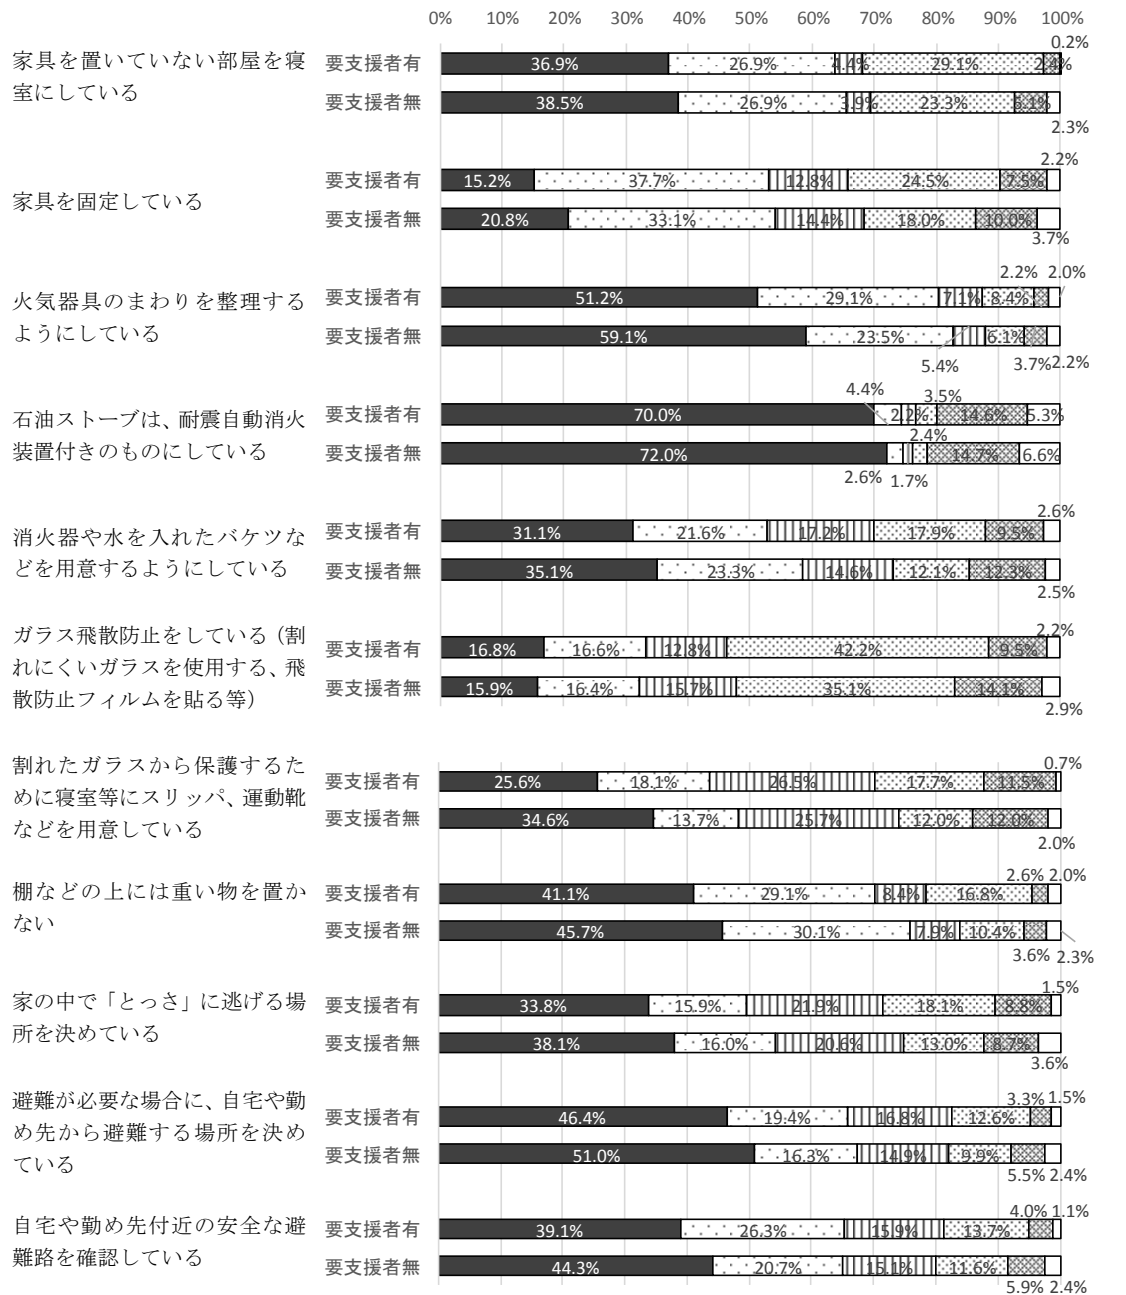 0% 10% 20% 30% 40% 50% 60% 70% 80% 90% 100%
0.2%
家具を置いていない部屋を寝
室にしている
要支援者有 36.9% 26.9% 4.4% 29.1% 2.4%
要支援者無 38.5% 26.9% 3.9% 23.3% 5.1%
2.3%
2.2%
家具を固定している
要支援者有 15.2% 37.7% 12.8% 24.5% 7.5%
要支援者無 20.8% 33.1% 14.4% 18.0% 10.0%
3.7%
2.2% 2.0%
火気器具のまわりを整理する
ようにしている
要支援者有 51.2% 29.1% 7.1% 8.4%
要支援者無 59.1% 23.5% 6.1%
5.4% 3.7% 2.2%
4.4% 3.5%
石油ストーブは、耐震自動消火
装置付きのものにしている
要支援者有 70.0% 2.2% 14.6% 5.3%
2.4%
要支援者無 72.0% 14.7% 6.6%
2.6% 1.7%
2.6%
消火器や水を入れたバケツな
どを用意するようにしている
要支援者有 31.1% 21.6% 17.2% 17.9% 9.5%
要支援者無 35.1% 23.3% 14.6% 12.1% 12.3%
2.5%
2.2%
ガラス飛散防止をしている（割
れにくいガラスを使用する、飛
散防止フィルムを貼る等）
要支援者有 16.8% 16.6% 12.8% 42.2% 9.5%
要支援者無 15.9% 16.4% 15.7% 35.1% 14.1%
2.9%
0.7%
割れたガラスから保護するた
めに寝室等にスリッパ、運動靴
などを用意している
要支援者有 25.6% 18.1% 26.5% 17.7% 11.5%
要支援者無 34.6% 13.7% 25.7% 12.0% 12.0%
2.0%
2.6% 2.0%
棚などの上には重い物を置か
ない
要支援者有 41.1% 29.1% 8.4% 16.8%
要支援者無 45.7% 30.1% 7.9% 10.4%
3.6% 2.3%
1.5%
家の中で「とっさ」に逃げる場
所を決めている
要支援者有 33.8% 15.9% 21.9% 18.1% 8.8%
要支援者無 38.1% 16.0% 20.6% 13.0% 8.7%
3.6%
3.3% 1.5%
避難が必要な場合に、自宅や勤
め先から避難する場所を決め
ている
要支援者有 46.4% 19.4% 16.8% 12.6%
要支援者無 51.0% 16.3% 14.9% 9.9%
5.5% 2.4%
4.0% 1.1%
自宅や勤め先付近の安全な避
難路を確認している
要支援者有 39.1% 26.3% 15.9% 13.7%
要支援者無 44.3% 20.7% 15.1% 11.6%
5.9% 2.4%